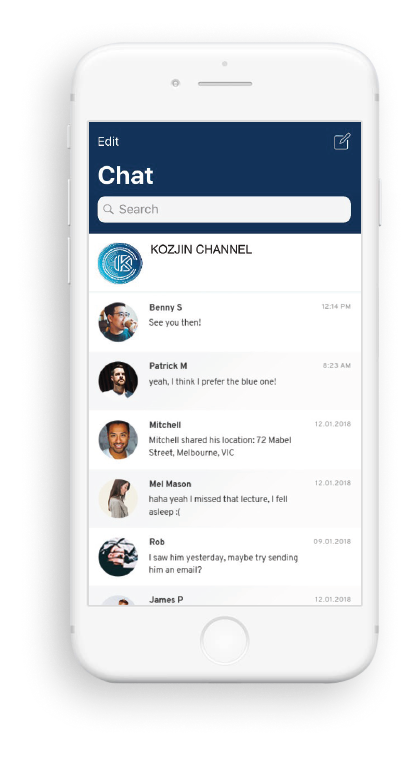 Edit
Chat
Search
KOZJIN CHANNEL
Benny S 12:14 PM
See you then!
Patrick M 8:23 AM
yeah, I think I prefer the blue one!
Mitchell 12.01.2018
Mitchell shared his location: 72 Mabel
Street, Melbourne, VIC
Mel Mason 12.01.2018
haha yeah I missed that lecture, I fell
asleep :(
Rob 09.01.2018
I saw him yesterday, maybe try sending
him an email?
James P 12.01.2018